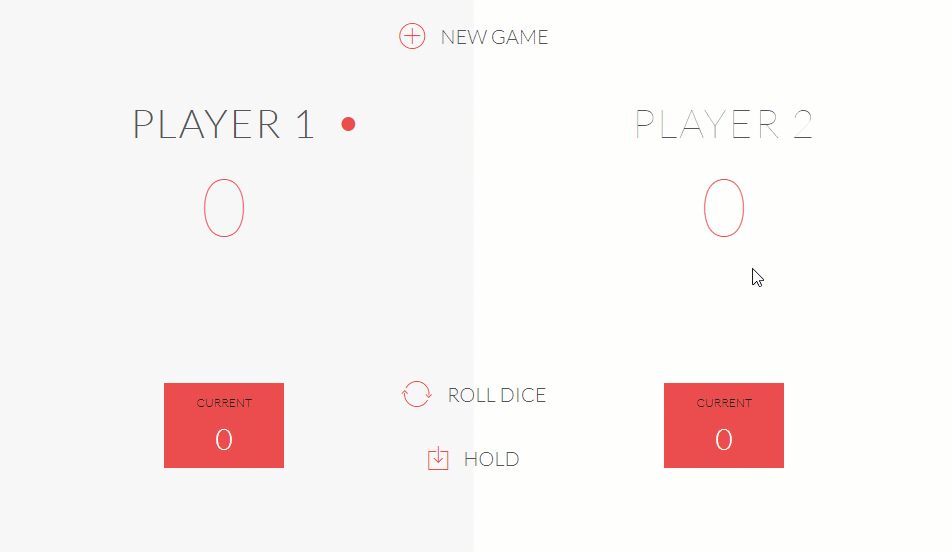 NEW GAME
PLAYER 1
PLAYER 2
0
0
ROLL DICE
CURRENT
0
CURRENT
0
HOLD